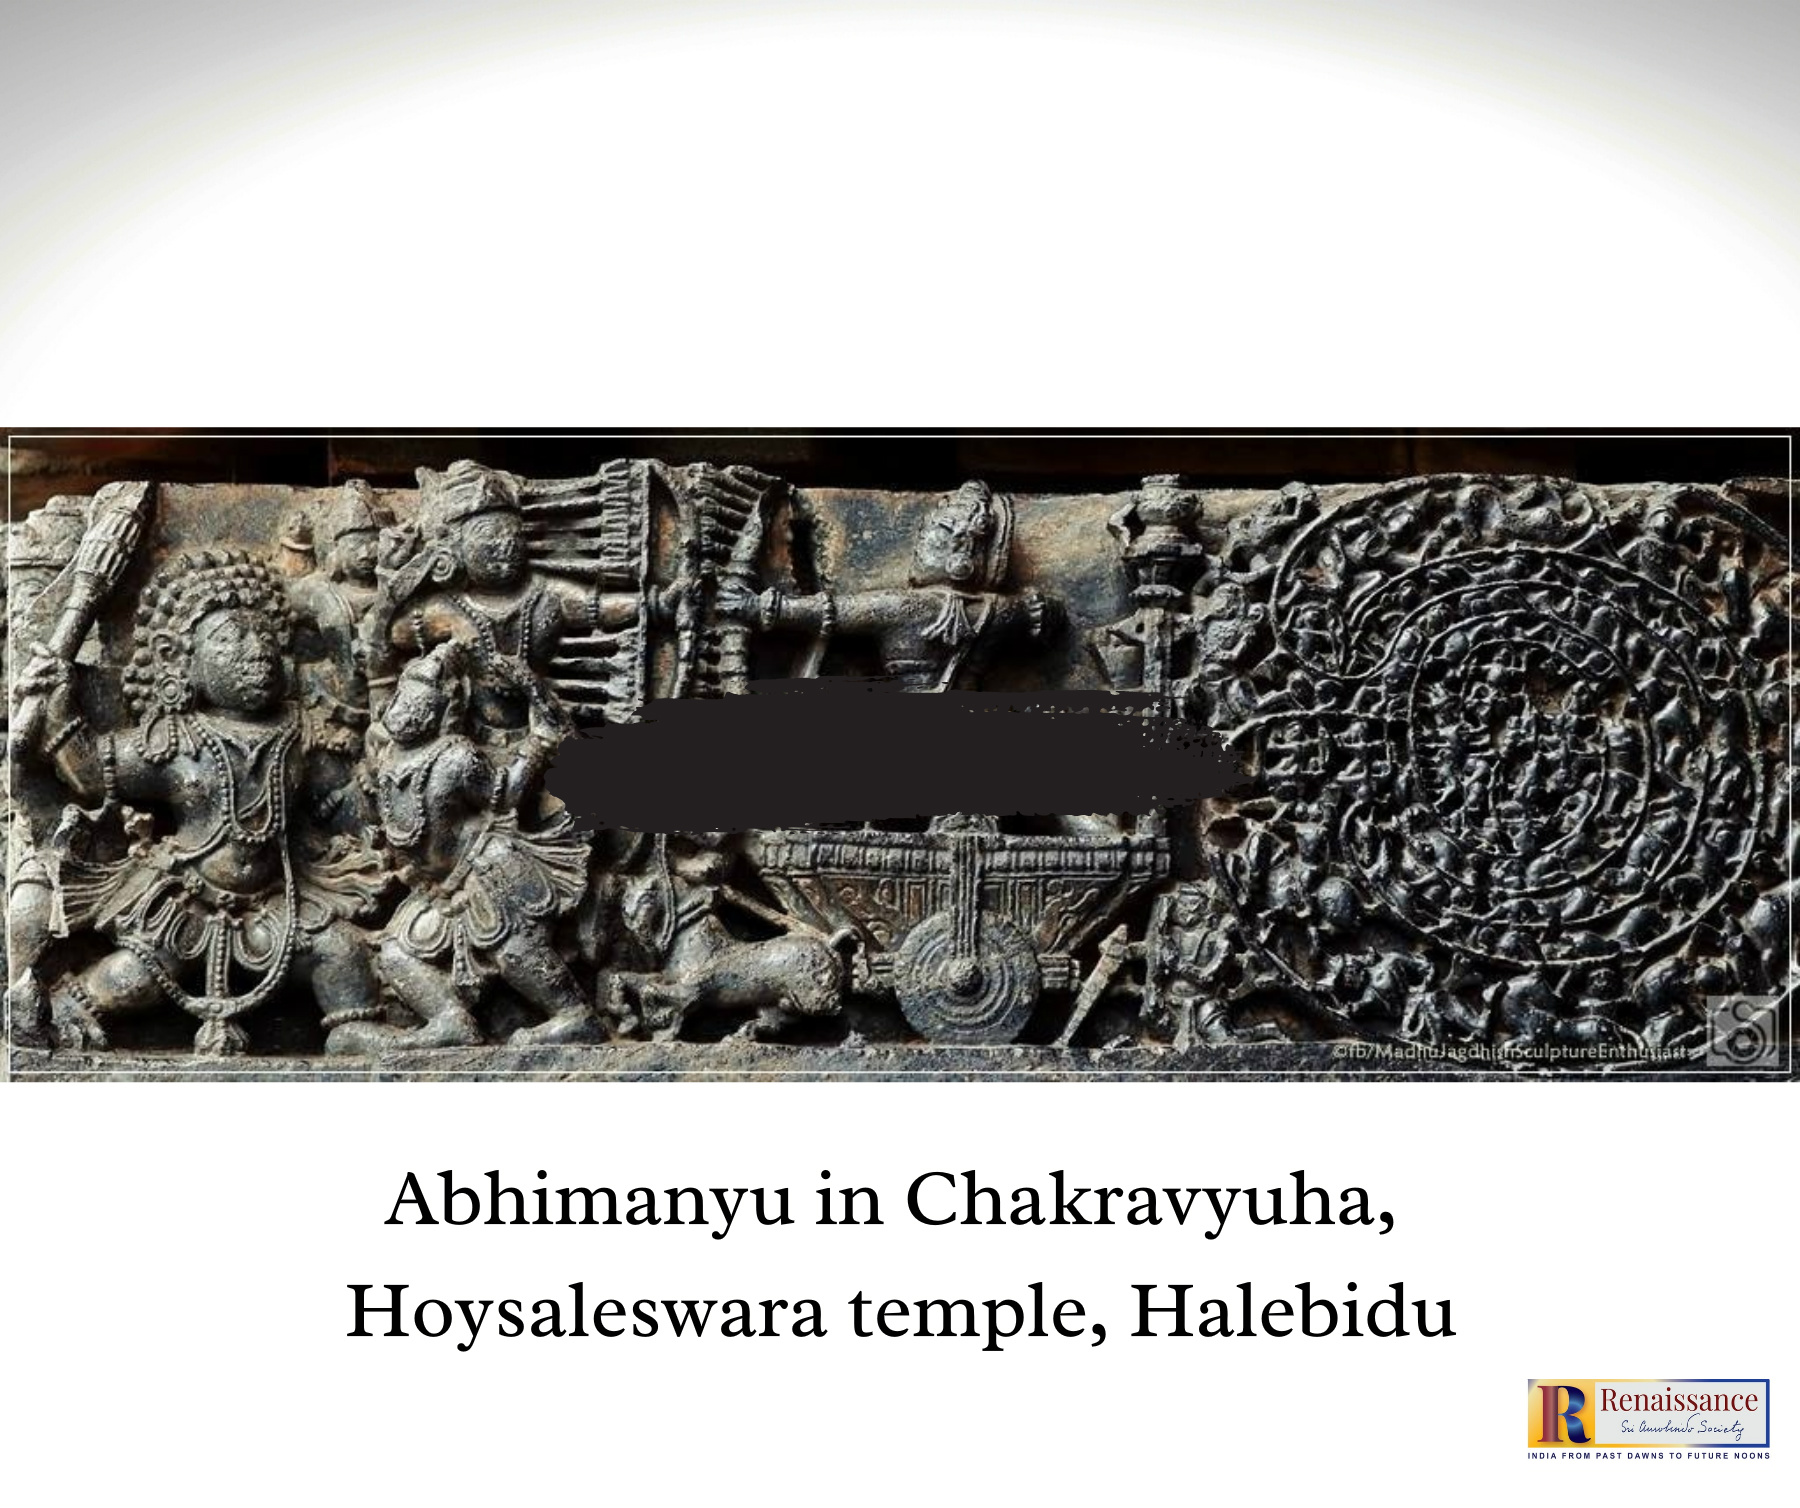 ©fb/MadhuJagdhishSculptureEnthusiast
Abhimanyu in Chakravyuha,
Hoysaleswara temple, Halebidu
R Renaissance
Sri Aurobindo Society
INDIA FROM PAST DAWNS TO FUTURE NOONS